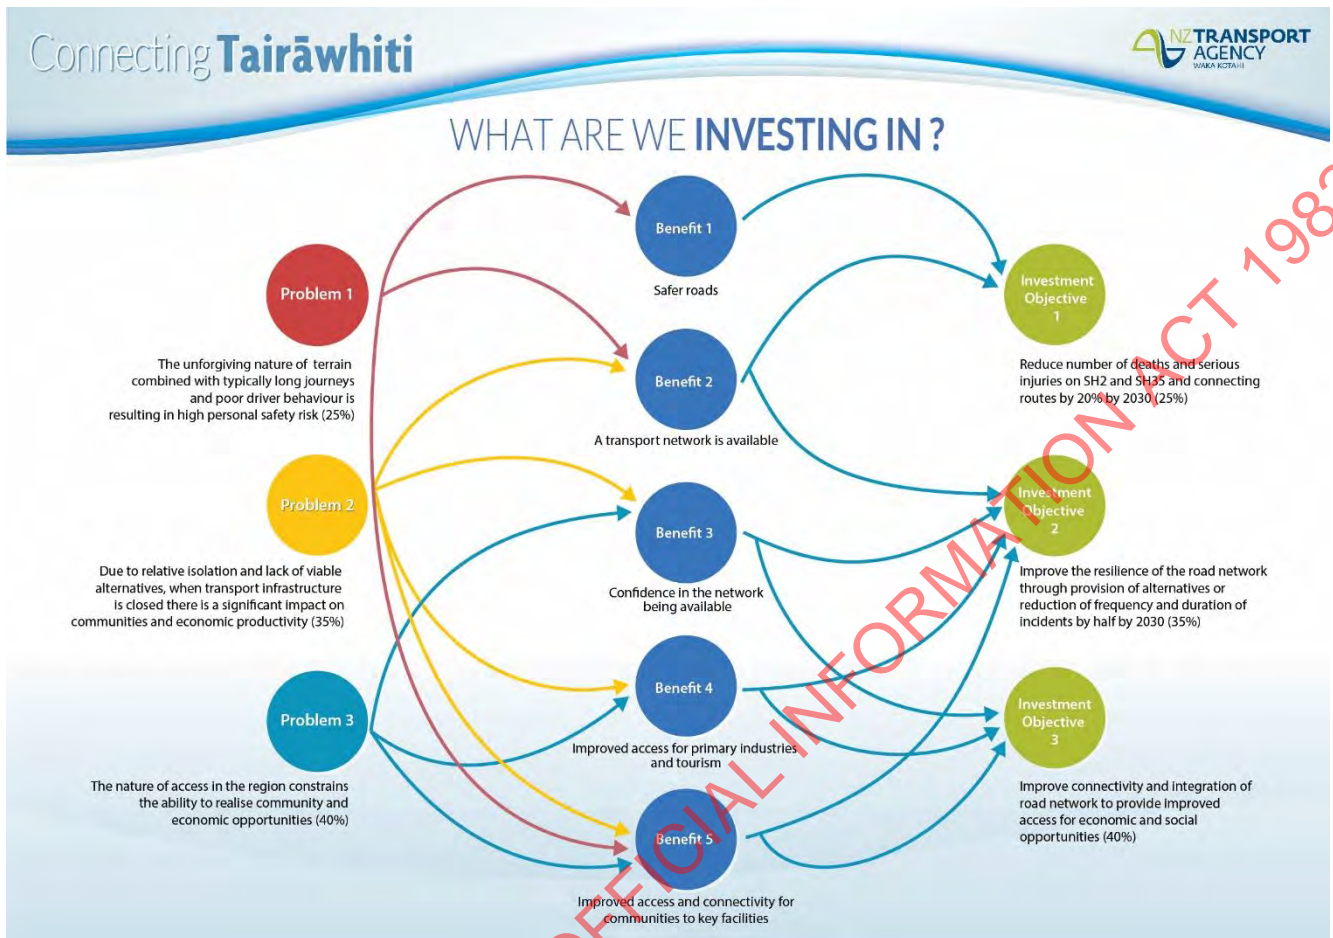 Connecting Tairāwhiti
NZ TRANSPORT
AGENCY
WAKA KOTAHI
WHAT ARE WE INVESTING IN ?
Problem 1
The unforgiving nature of terrain
combined with typically long journeys
and poor driver behaviour is
resulting in high personal safety risk (25%)
Problem 2
Due to relative isolation and lack of viable
alternatives, when transport infrastructure
is closed there is a significant impact on
communities and economic productivity (35%)
Problem 3
The nature of access in the region constrains
the ability to realise community and
economic opportunities (40%)
Benefit 1
Safer roads
Benefit 2
A transport network is available
Benefit 3
Confidence in the network
being available
Benefit 4
Improved access for primary industries
and tourism
Benefit 5
Improved access and connectivity for
communities to key facilities
Investment
Objective
1
Reduce number of deaths and serious
injuries on SH2 and SH35 and connecting
routes by 20% by 2030 (25%)
Investment
Objective
2
Improve the resilience of the road network
through provision of alternatives or
reduction of frequency and duration of
incidents by half by 2030 (35%)
Investment
Objective
3
Improve connectivity and integration of
road network to provide improved
access for economic and social
opportunities (40%)
OFFICIAL INFORMATION ACT 1982